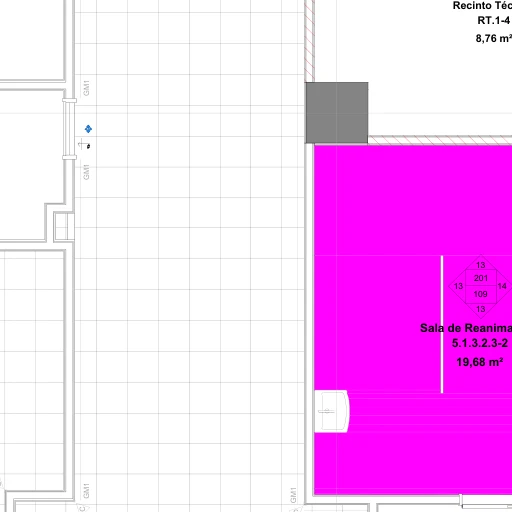 Recinto Téc
RT.1-4
8,76 m²
GM1
GM1
13
201
13
14
109
13
Sala de Reanima
5.1.3.2.3-2
19,68 m²
GM1
GM1